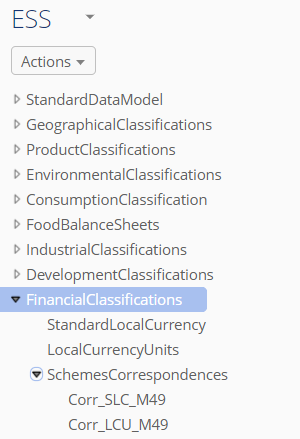 ESS
Actions
StandardDataModel
GeographicalClassifications
ProductClassifications
EnvironmentalClassifications
ConsumptionClassification
FoodBalanceSheets
IndustrialClassifications
DevelopmentClassifications
FinancialClassifications
StandardLocalCurrency
LocalCurrencyUnits
SchemesCorrespondences
Corr_SLC_M49
Corr_LCU_M49